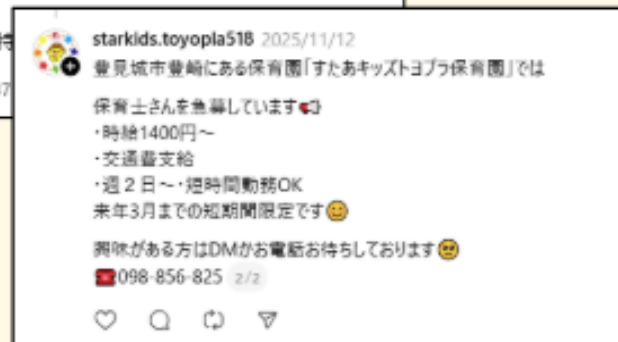 starkids.toyopla518 2025/11/12
豊見城市豊崎にある保育園「すたあキッズトヨプラ保育園」では
保育士さんを急募しています📢
・時給1400円〜
・交通費支給
・週２日〜・短時間勤務OK
来年3月までの短期間限定です🙂
興味がある方はDMかお電話お待ちしております🥺
☎️098-856-825 2/2